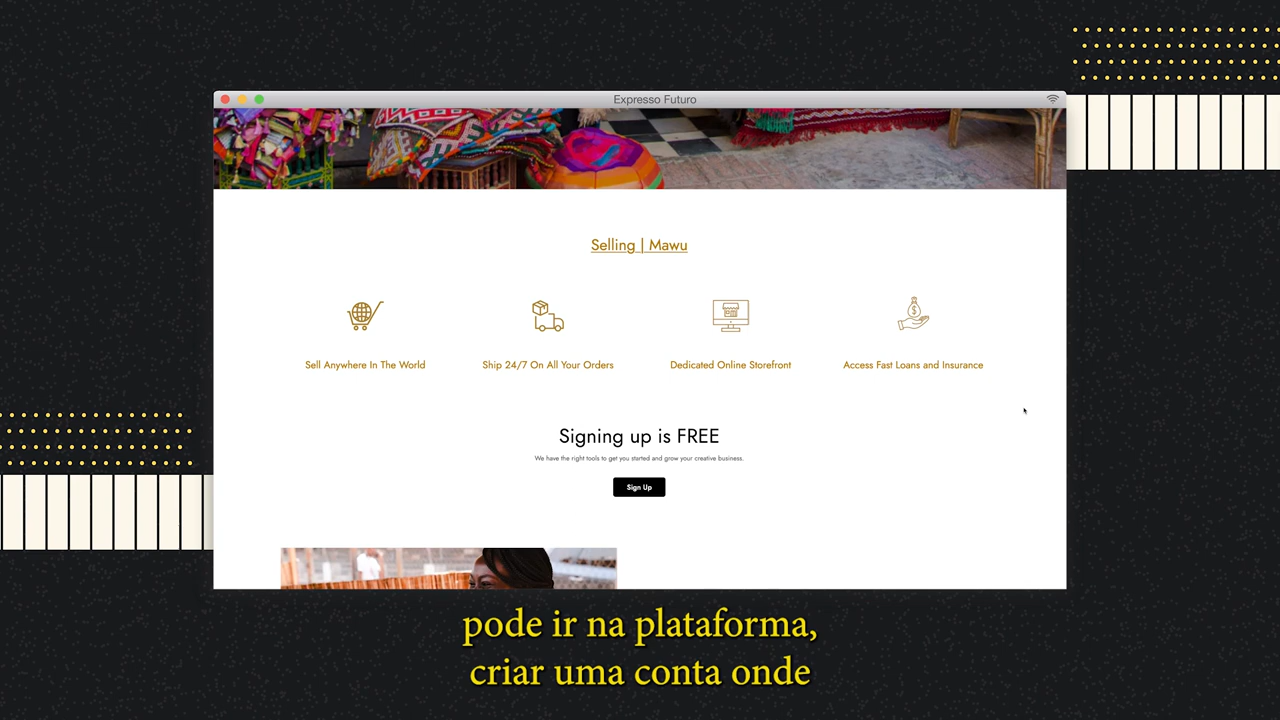 Expresso Futuro
Selling | Mawu
Sell Anywhere In The World
Ship 24/7 On All Your Orders
Dedicated Online Storefront
Access Fast Loans and Insurance
Signing up is FREE
We have the right tools to get you started and grow your creative business.
Sign Up
pode ir na plataforma,
criar uma conta onde